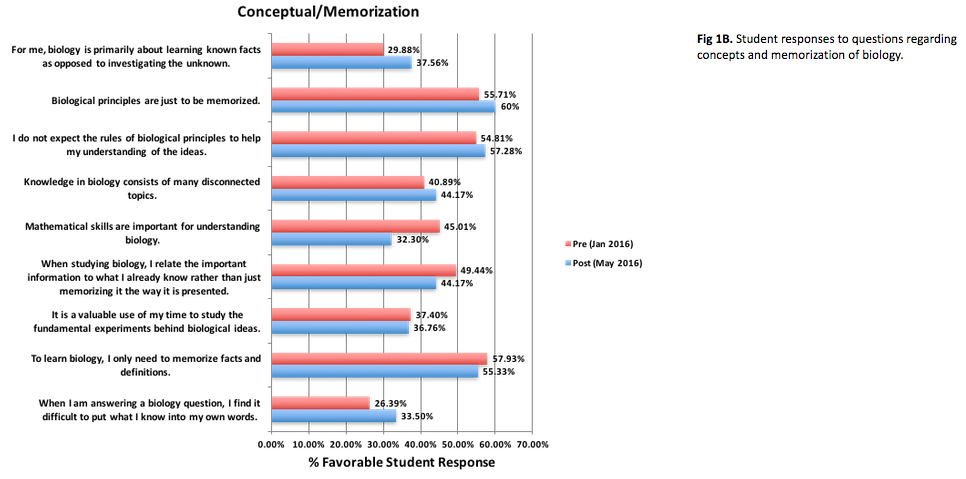 Conceptual/Memorization
For me, biology is primarily about learning known facts
as opposed to investigating the unknown.
29.88%
37.56%
Biological principles are just to be memorized.
55.71%
60%
I do not expect the rules of biological principles to help
my understanding of the ideas.
54.81%
57.28%
Knowledge in biology consists of many disconnected
topics.
40.89%
44.17%
Mathematical skills are important for understanding
biology.
45.01%
32.30%
When studying biology, I relate the important
information to what I already know rather than just
memorizing it the way it is presented.
49.44%
44.17%
It is a valuable use of my time to study the
fundamental experiments behind biological ideas.
37.40%
36.76%
To learn biology, I only need to memorize facts and
definitions.
57.93%
55.33%
When I am answering a biology question, I find it
difficult to put what I know into my own words.
26.39%
33.50%
0.00% 10.00% 20.00% 30.00% 40.00% 50.00% 60.00% 70.00%
% Favorable Student Response
Pre (Jan 2016)
Post (May 2016)
Fig 1B. Student responses to questions regarding
concepts and memorization of biology.